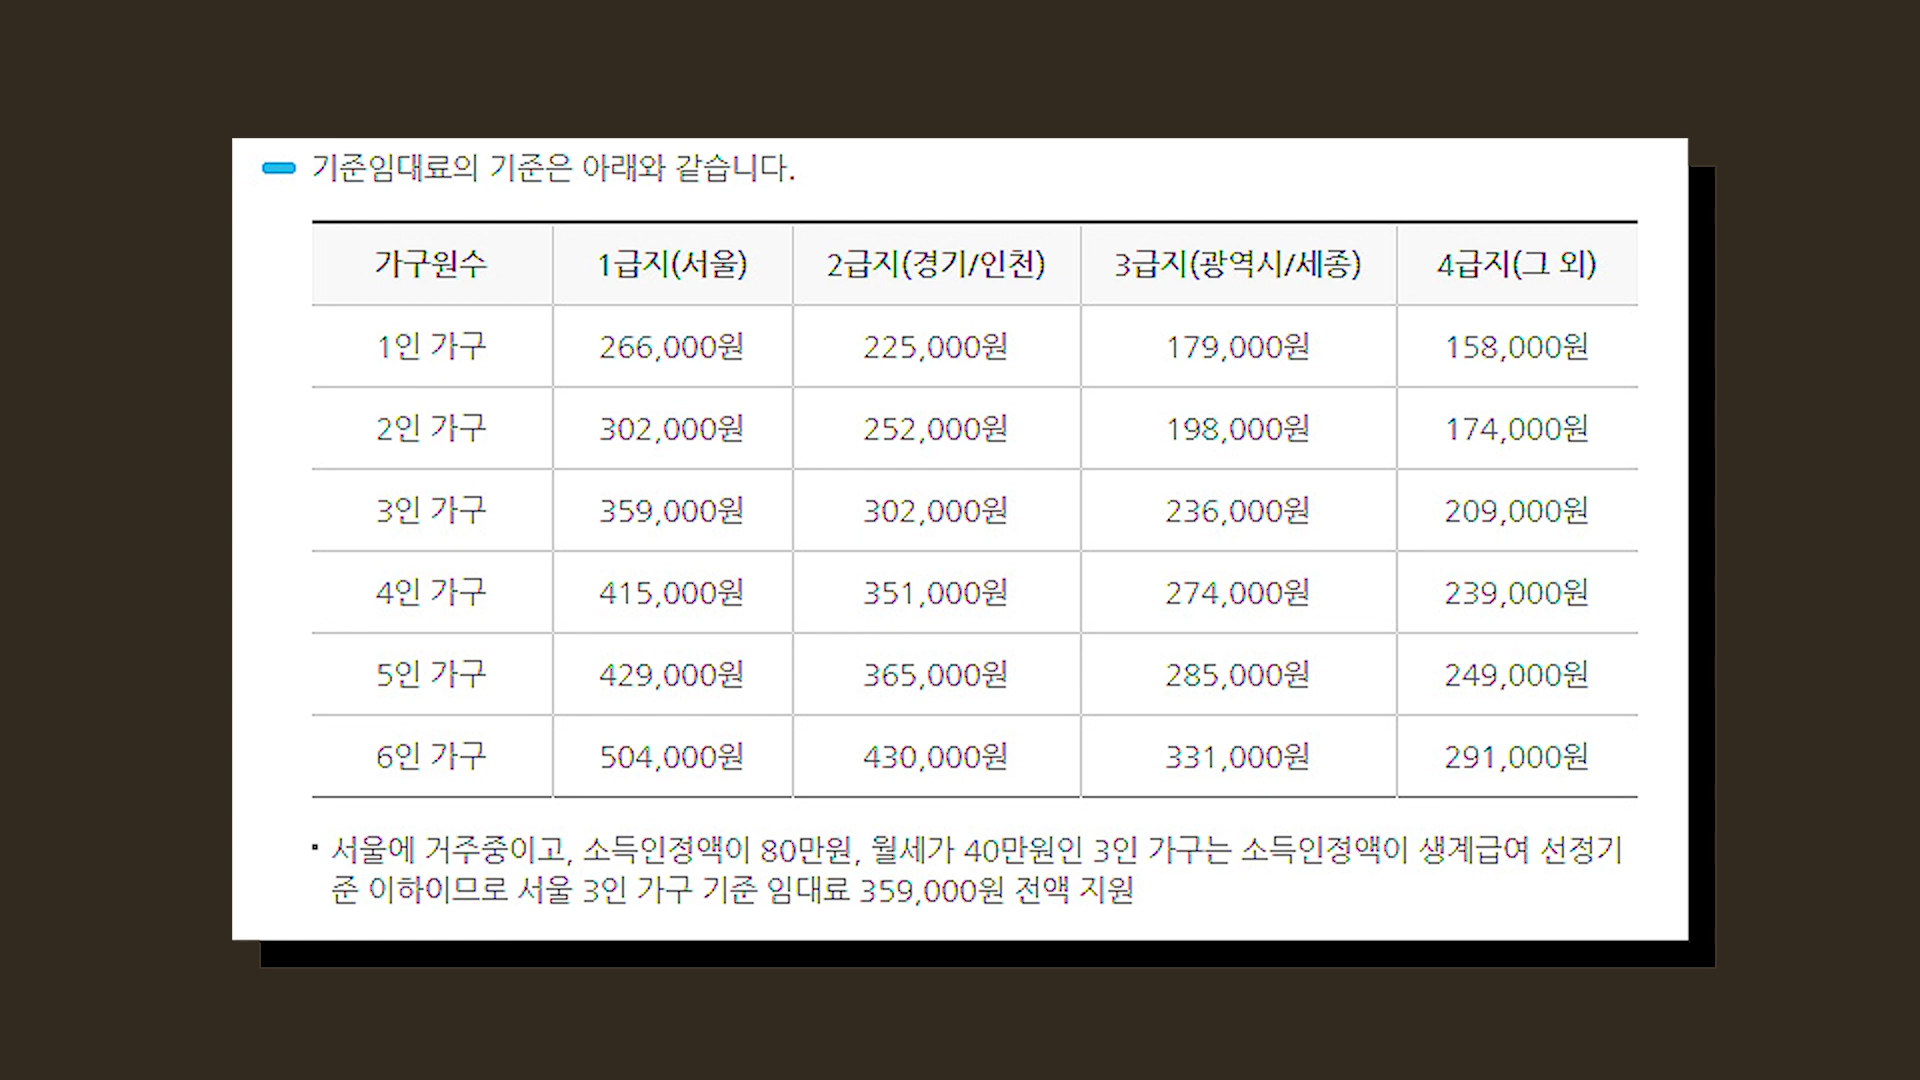 기준임대료의 기준은 아래와 같습니다.
가구원수 1급지(서울) 2급지(경기/인천) 3급지(광역시/세종) 4급지(그 외)
1인 가구 266,000원 225,000원 179,000원 158,000원
2인 가구 302,000원 252,000원 198,000원 174,000원
3인 가구 359,000원 302,000원 236,000원 209,000원
4인 가구 415,000원 351,000원 274,000원 239,000원
5인 가구 429,000원 365,000원 285,000원 249,000원
6인 가구 504,000원 430,000원 331,000원 291,000원
서울에 거주중이고, 소득인정액이 80만원, 월세가 40만원인 3인 가구는 소득인정액이 생계급여 선정기
준 이하이므로 서울 3인 가구 기준 임대료 359,000원 전액 지원